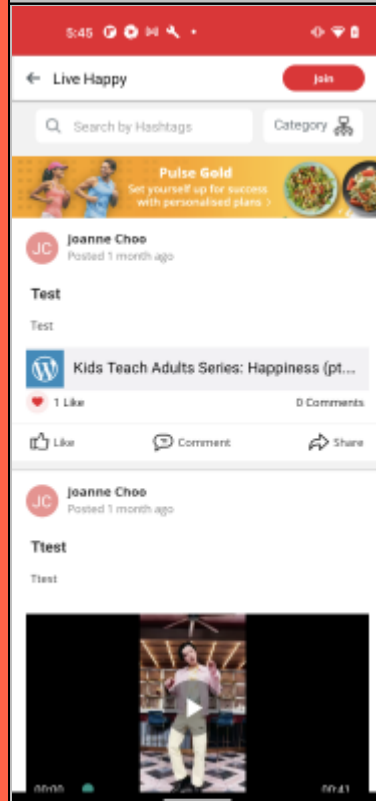 5:45
Live Happy
Join
Search by Hashtags
Category
Pulse Gold
Set yourself up for success
with personalised plans >
JC
Joanne Choo
Posted 1 month ago
Test
Test
Kids Teach Adults Series: Happiness (pt...
1 Like
0 Comments
Like
Comment
Share
JC
Joanne Choo
Posted 1 month ago
Ttest
Ttest
00:00
00:41